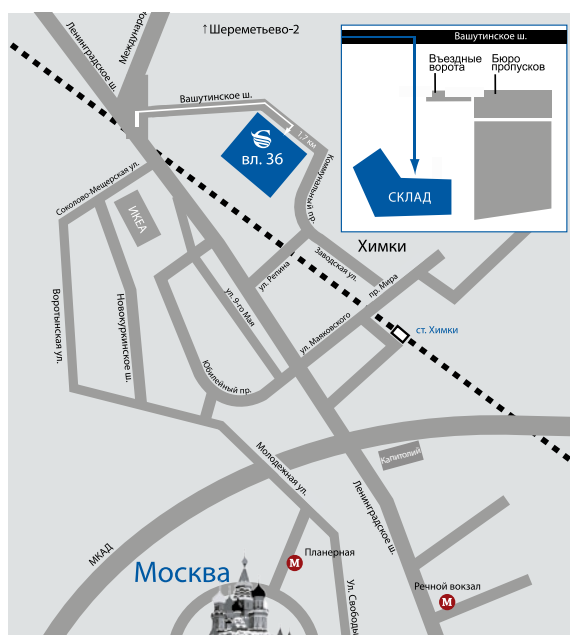 Ленинградское ш.
Международ
↑Шереметьево-2
Вашутинское ш.
Въездные
ворота
Бюро
пропусков
СКЛАД
Вашутинское ш.
1,7 км
вл. 36
Коммунальный пр.
Соколово-Мещерская ул.
ИКЕА
Химки
Заводская ул.
ул. Репина
пр. Мира
ул. 9-го Мая
ул. Маяковского
ст. Химки
Воротынская ул.
Новокуркинское ш.
Юбилейный пр.
Молодежная ул.
Капитолий
Ленинградское ш.
МКАД
Москва
М
Планерная
Речной вокзал
М
Ул. Свободы